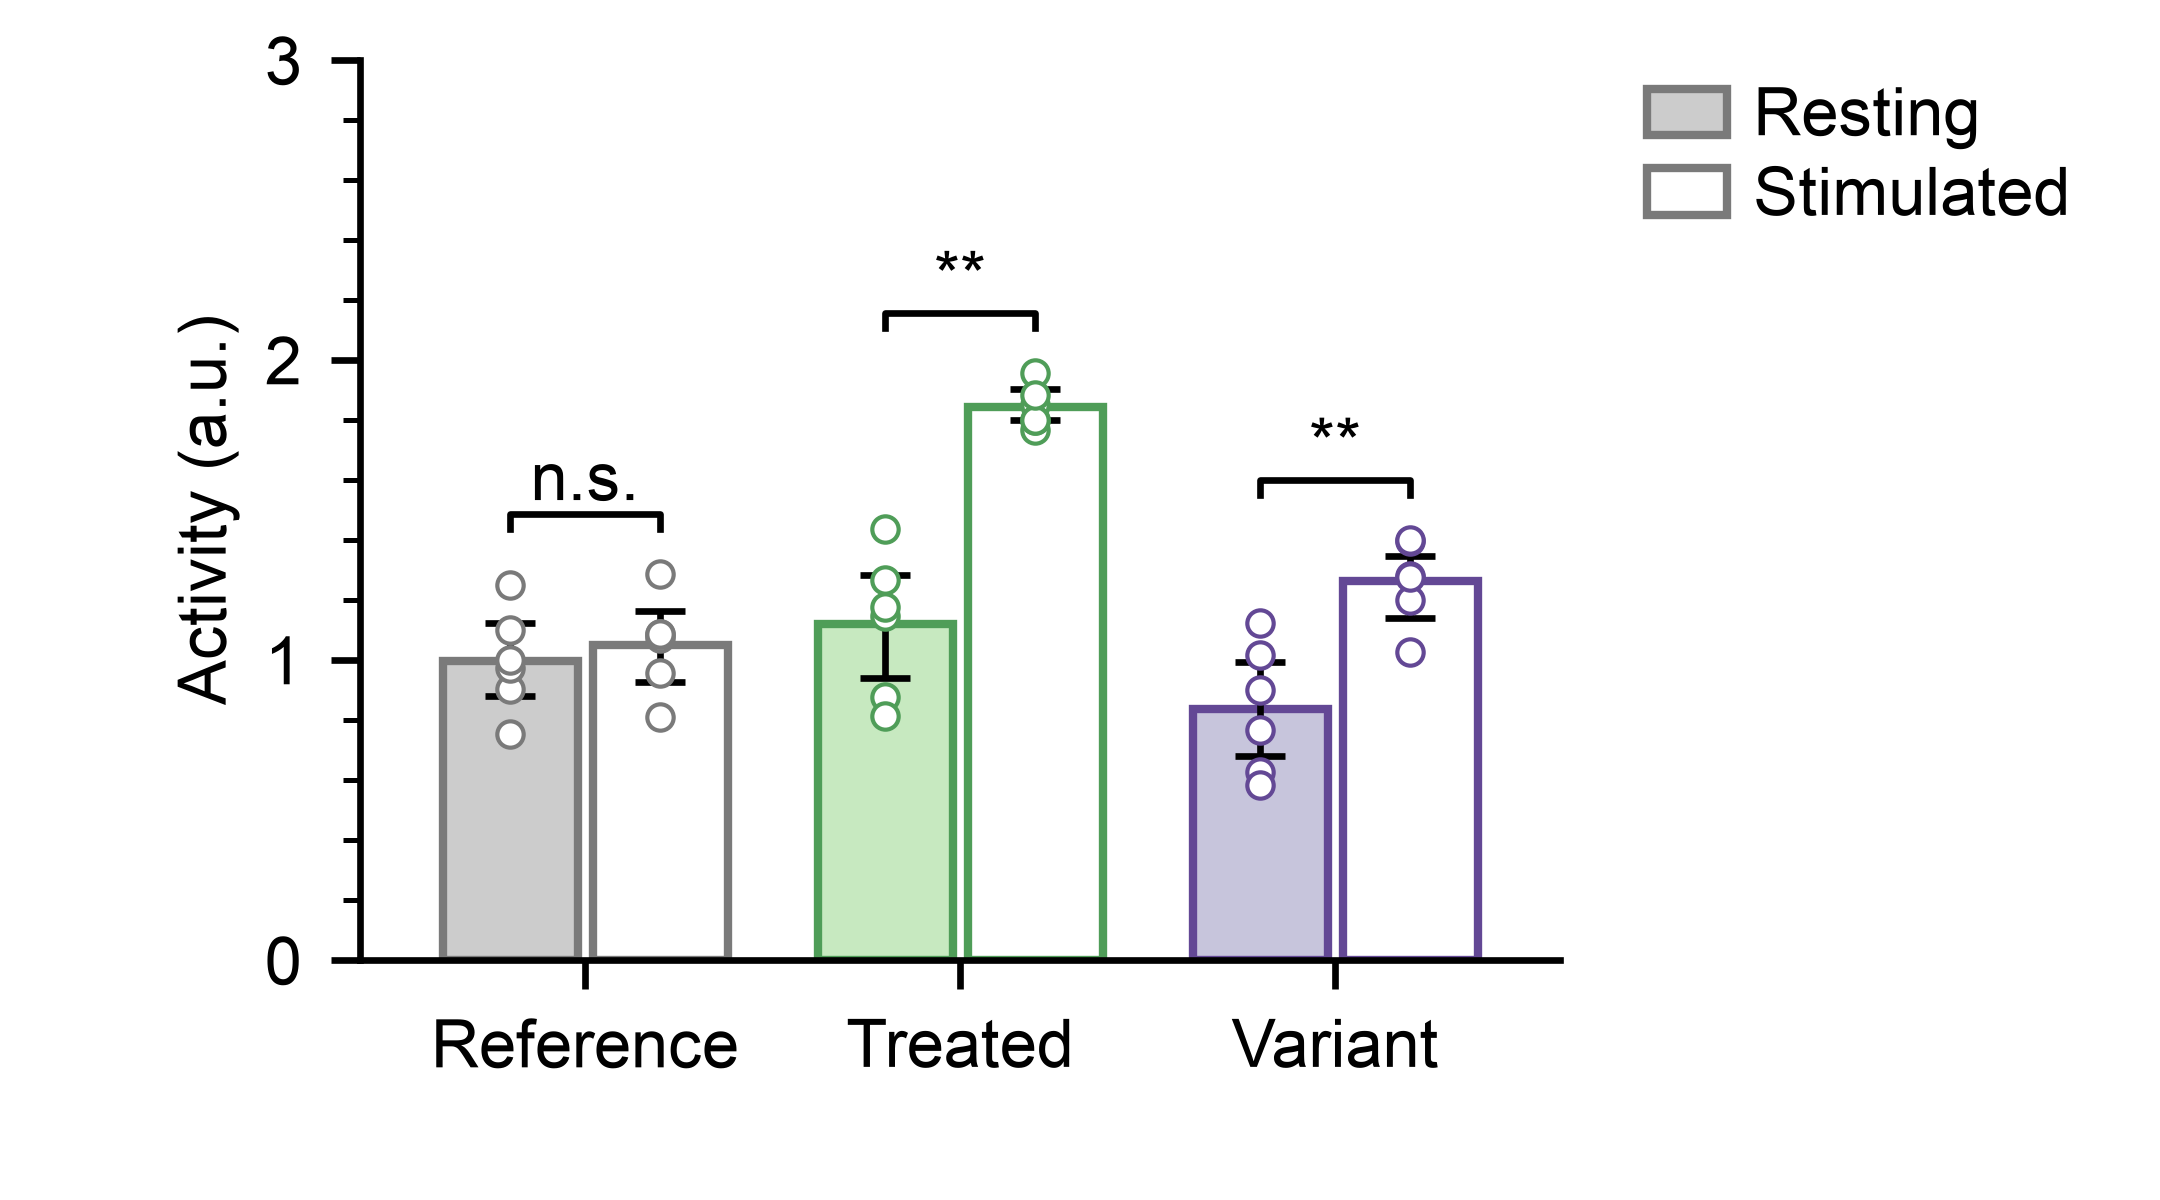 3
2
1
0
Activity (a.u.)
n.s.
**
**
Reference
Treated
Variant
Resting
Stimulated